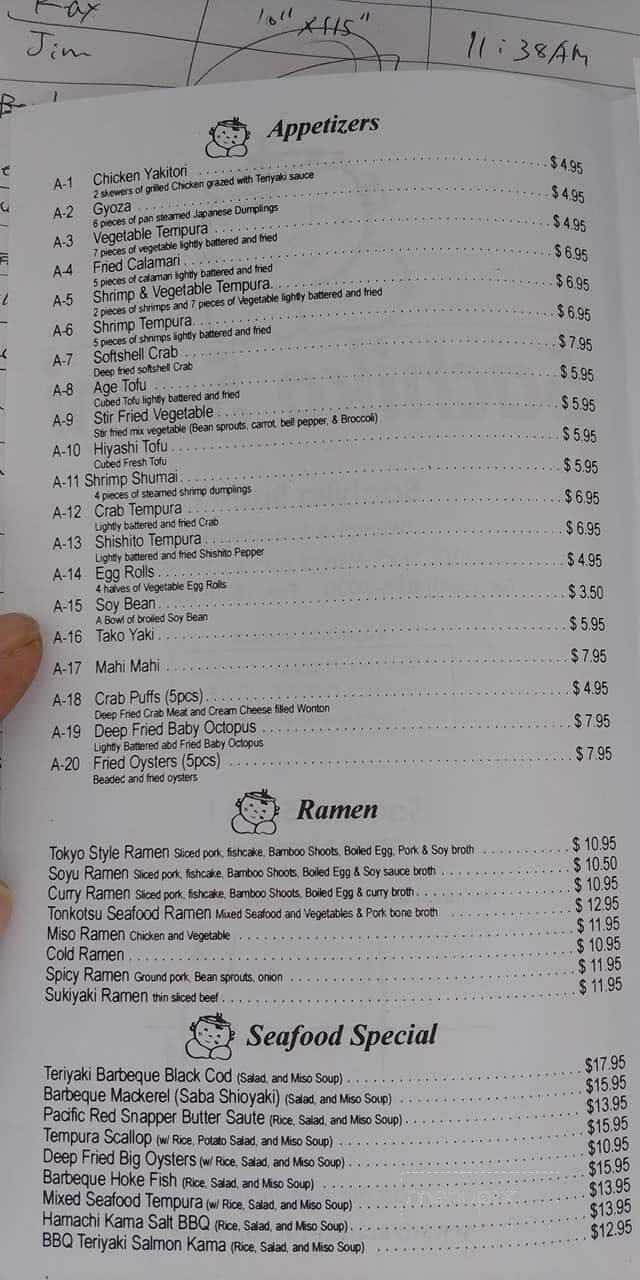 Ray
Jim
10" x 115"
11:38AM
Appetizers
A-1 Chicken Yakitori $ 4.95
2 skewers of grilled Chicken grazed with Teriyaki sauce
A-2 Gyoza $ 4.95
6 pieces of pan steamed Japanese Dumplings
A-3 Vegetable Tempura $ 4.95
7 pieces of vegetable lightly battered and fried
A-4 Fried Calamari $ 6.95
5 pieces of calamari lightly battered and fried
A-5 Shrimp & Vegetable Tempura $ 6.95
2 pieces of shrimps and 7 pieces of Vegetable lightly battered and fried
A-6 Shrimp Tempura $ 6.95
5 pieces of shrimps lightly battered and fried
A-7 Softshell Crab $ 7.95
Deep fried softshell Crab
A-8 Age Tofu $ 5.95
Cubed Tofu lightly battered and fried
A-9 Stir Fried Vegetable $ 5.95
Stir fried mix vegetable (Bean sprouts, carrot, bell pepper, & Broccoli)
A-10 Hiyashi Tofu $ 5.95
Cubed Fresh Tofu
A-11 Shrimp Shumai $ 5.95
4 pieces of steamed shrimp dumplings
A-12 Crab Tempura $ 6.95
Lightly battered and fried Crab
A-13 Shishito Tempura $ 6.95
Lightly battered and fried Shishito Pepper
A-14 Egg Rolls $ 4.95
4 halves of Vegetable Egg Rolls
A-15 Soy Bean $ 3.50
A Bowl of broiled Soy Bean
A-16 Tako Yaki $ 5.95
A-17 Mahi Mahi $ 7.95
A-18 Crab Puffs (5pcs) $ 4.95
Deep Fried Crab Meat and Cream Cheese filled Wonton
A-19 Deep Fried Baby Octopus $ 7.95
Lightly Battered abd Fried Baby Octopus
A-20 Fried Oysters (5pcs) $ 7.95
Beaded and fried oysters
Ramen
Tokyo Style Ramen Sliced pork, fishcake, Bamboo Shoots, Boiled Egg, Pork & Soy broth $ 10.95
Soyu Ramen Sliced pork, fishcake, Bamboo Shoots, Boiled Egg & Soy sauce broth $ 10.50
Curry Ramen Sliced pork, fishcake, Bamboo Shoots, Boiled Egg & curry broth $ 10.95
Tonkotsu Seafood Ramen Mixed Seafood and Vegetables & Pork bone broth $ 12.95
Miso Ramen Chicken and Vegetable $ 11.95
Cold Ramen $ 10.95
Spicy Ramen Ground pork, Bean sprouts, onion $ 11.95
Sukiyaki Ramen thin sliced beef $ 11.95
Seafood Special
Teriyaki Barbeque Black Cod (Salad, and Miso Soup) $17.95
Barbeque Mackerel (Saba Shioyaki) (Salad, and Miso Soup) $15.95
Pacific Red Snapper Butter Saute (Rice, Salad, and Miso Soup) $13.95
Tempura Scallop (w/ Rice, Potato Salad, and Miso Soup) $15.95
Deep Fried Big Oysters (w/ Rice, Salad, and Miso Soup) $10.95
Barbeque Hoke Fish (Rice, Salad, and Miso Soup) $15.95
Mixed Seafood Tempura (w/ Rice, Salad, and Miso Soup) $13.95
Hamachi Kama Salt BBQ (Rice, Salad, and Miso Soup) $13.95
BBQ Teriyaki Salmon Kama (Rice, Salad, and Miso Soup) $12.95